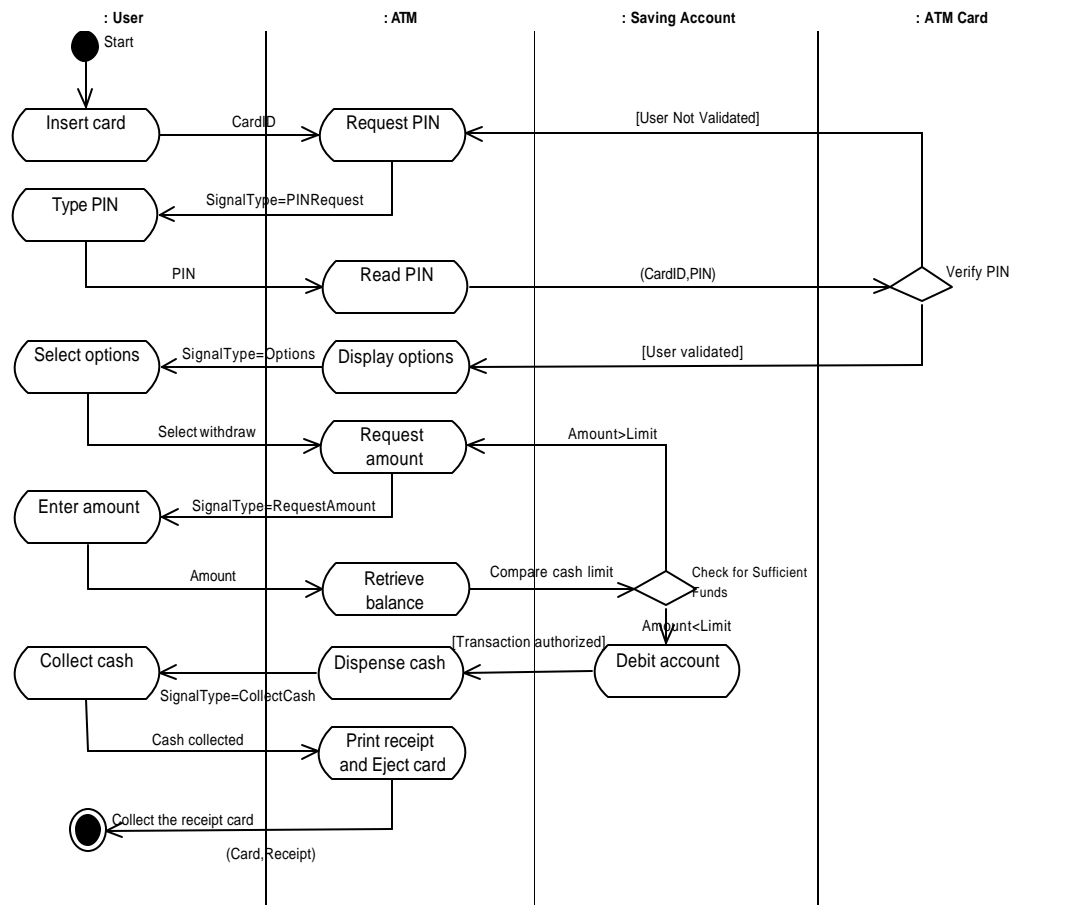 : User
: ATM
: Saving Account
: ATM Card
Start
Insert card
CardID
Request PIN
[User Not Validated]
Type PIN
SignalType=PINRequest
PIN
Read PIN
(CardID,PIN)
Verify PIN
Select options
SignalType=Options
Display options
[User validated]
Select withdraw
Request
amount
Amount>Limit
Enter amount
SignalType=RequestAmount
Amount
Retrieve
balance
Compare cash limit
Check for Sufficient
Funds
Amount<Limit
[Transaction authorized]
Collect cash
Dispense cash
Debit account
SignalType=CollectCash
Cash collected
Print receipt
and Eject card
Collect the receipt card
(Card,Receipt)